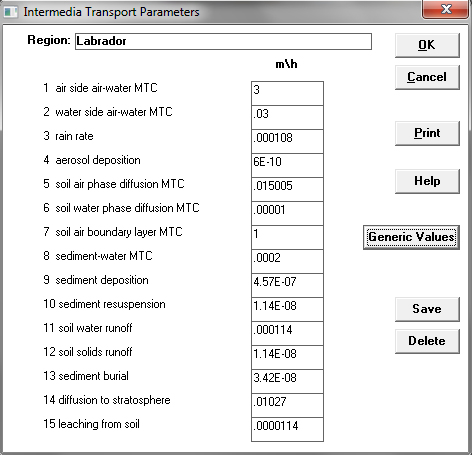 Intermedia Transport Parameters
Region: Labrador
OK
m\h
Cancel
1 air side air-water MTC 3
2 water side air-water MTC .03
3 rain rate .000108
Print
4 aerosol deposition 6E-10
5 soil air phase diffusion MTC .015005
Help
6 soil water phase diffusion MTC .00001
7 soil air boundary layer MTC 1
Generic Values
8 sediment-water MTC .0002
9 sediment deposition 4.57E-07
10 sediment resuspension 1.14E-08
Save
11 soil water runoff .000114
12 soil solids runoff 1.14E-08
Delete
13 sediment burial 3.42E-08
14 diffusion to stratosphere .01027
15 leaching from soil .0000114